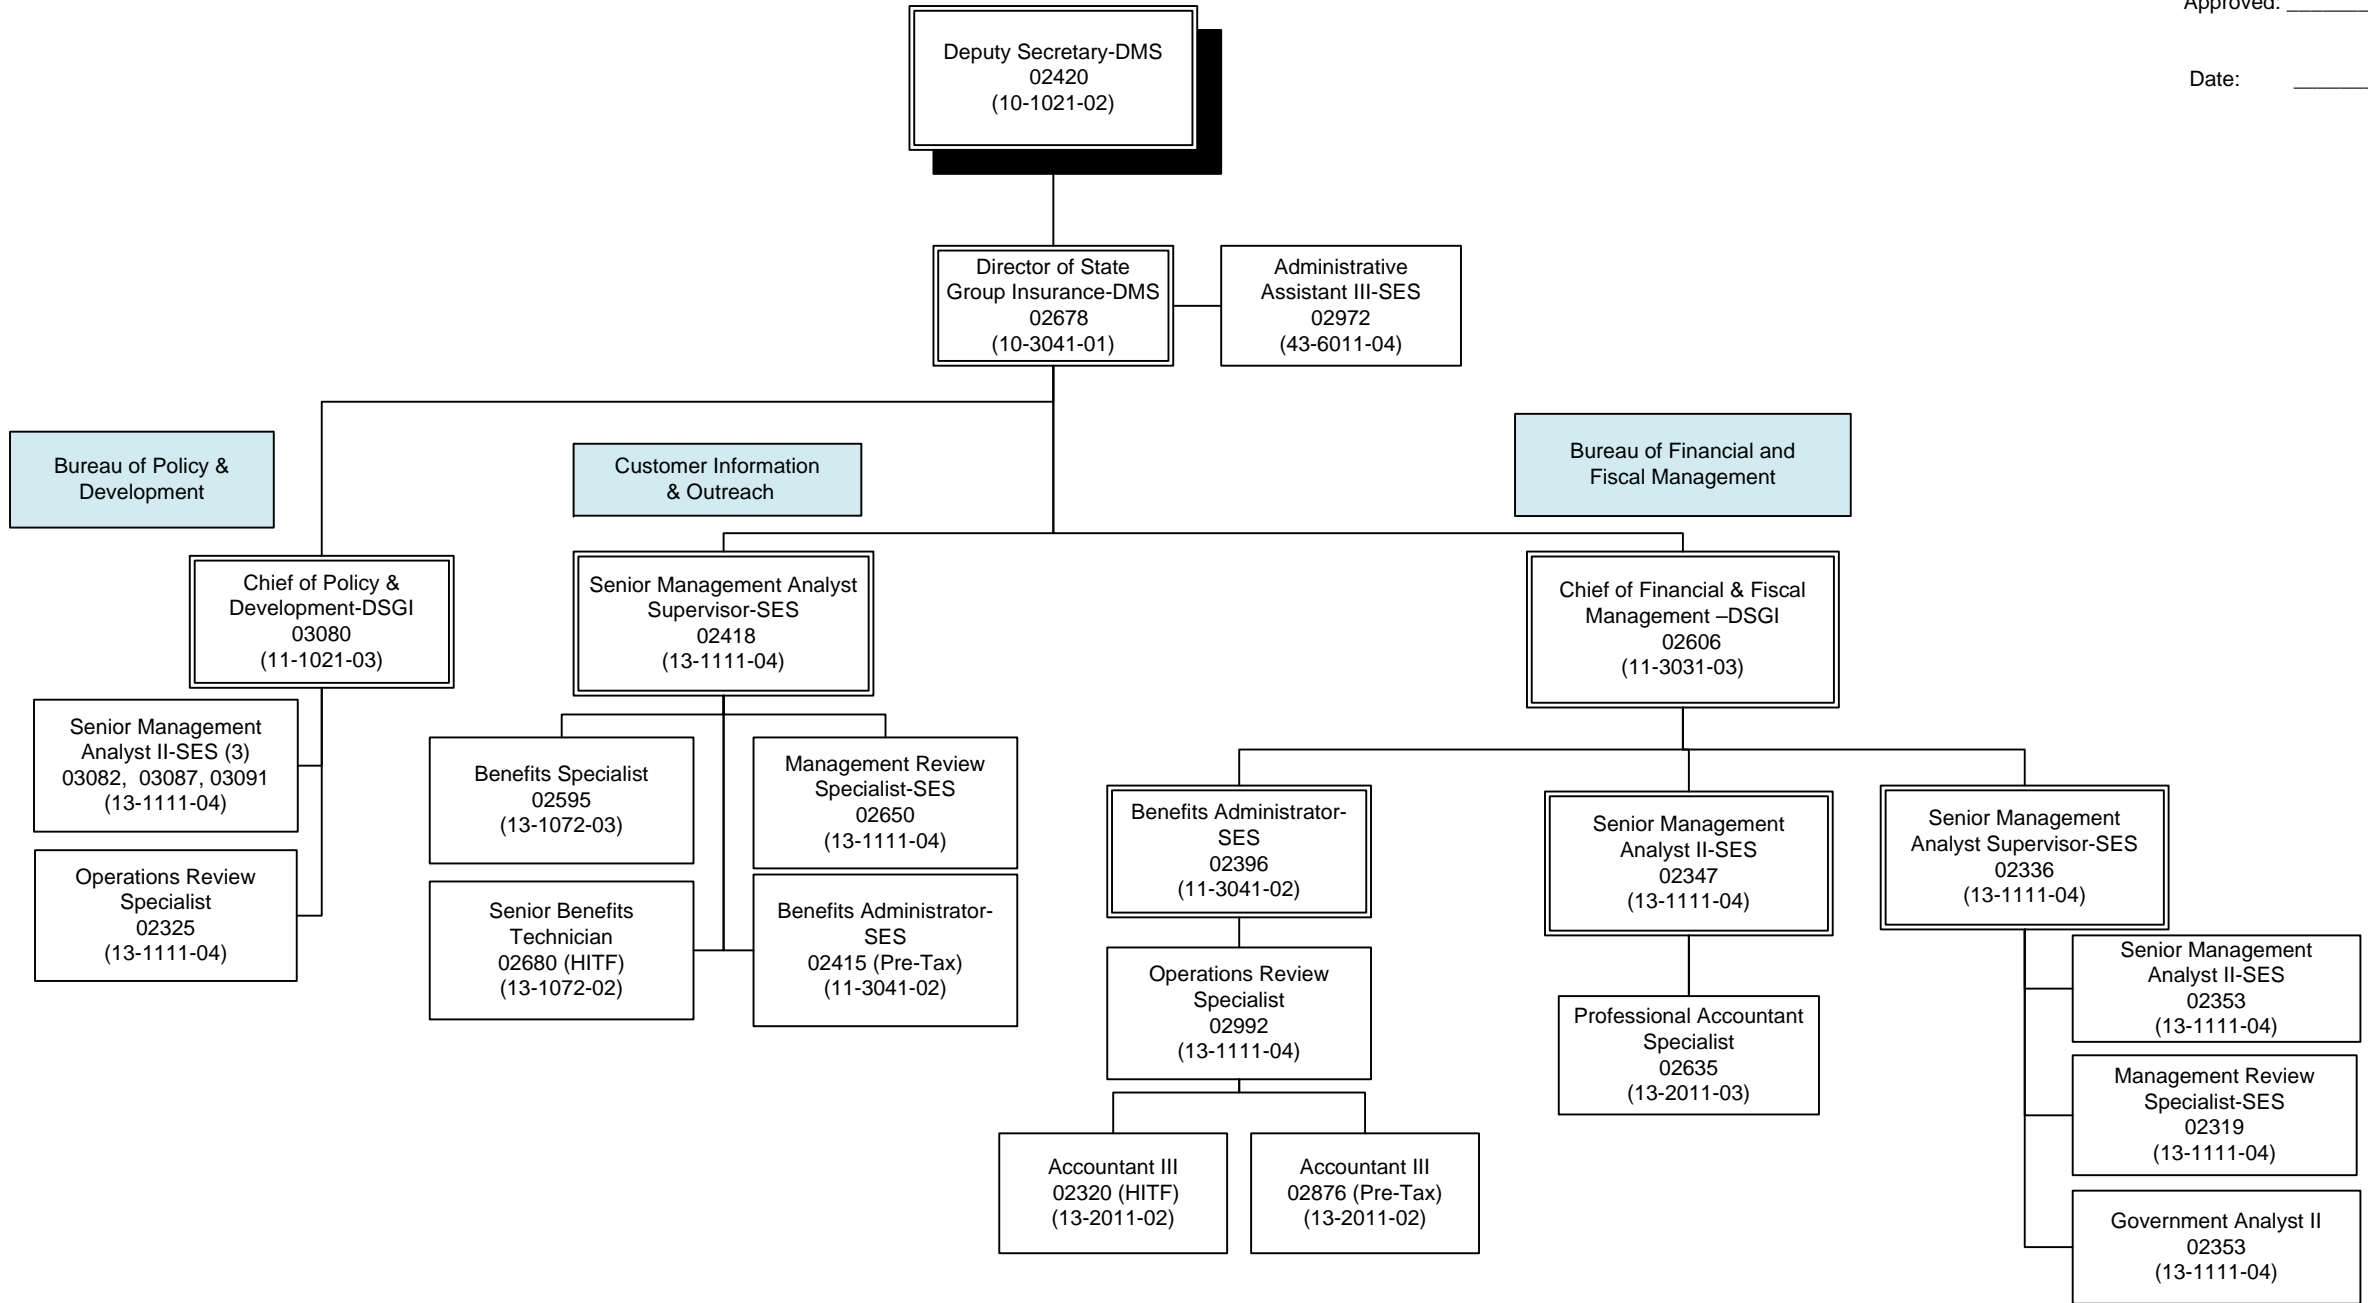 Approved: _______
Date: ______
Deputy Secretary-DMS
02420
(10-1021-02)
Director of State
Group Insurance-DMS
02678
(10-3041-01)
Administrative
Assistant III-SES
02972
(43-6011-04)
Bureau of Policy &
Development
Customer Information
& Outreach
Bureau of Financial and
Fiscal Management
Chief of Policy &
Development-DSGI
03080
(11-1021-03)
Senior Management Analyst
Supervisor-SES
02418
(13-1111-04)
Chief of Financial & Fiscal
Management –DSGI
02606
(11-3031-03)
Senior Management
Analyst II-SES (3)
03082, 03087, 03091
(13-1111-04)
Operations Review
Specialist
02325
(13-1111-04)
Benefits Specialist
02595
(13-1072-03)
Management Review
Specialist-SES
02650
(13-1111-04)
Senior Benefits
Technician
02680 (HITF)
(13-1072-02)
Benefits Administrator-
SES
02415 (Pre-Tax)
(11-3041-02)
Benefits Administrator-
SES
02396
(11-3041-02)
Operations Review
Specialist
02992
(13-1111-04)
Accountant III
02320 (HITF)
(13-2011-02)
Accountant III
02876 (Pre-Tax)
(13-2011-02)
Senior Management
Analyst II-SES
02347
(13-1111-04)
Professional Accountant
Specialist
02635
(13-2011-03)
Senior Management
Analyst Supervisor-SES
02336
(13-1111-04)
Senior Management
Analyst II-SES
02353
(13-1111-04)
Management Review
Specialist-SES
02319
(13-1111-04)
Government Analyst II
02353
(13-1111-04)